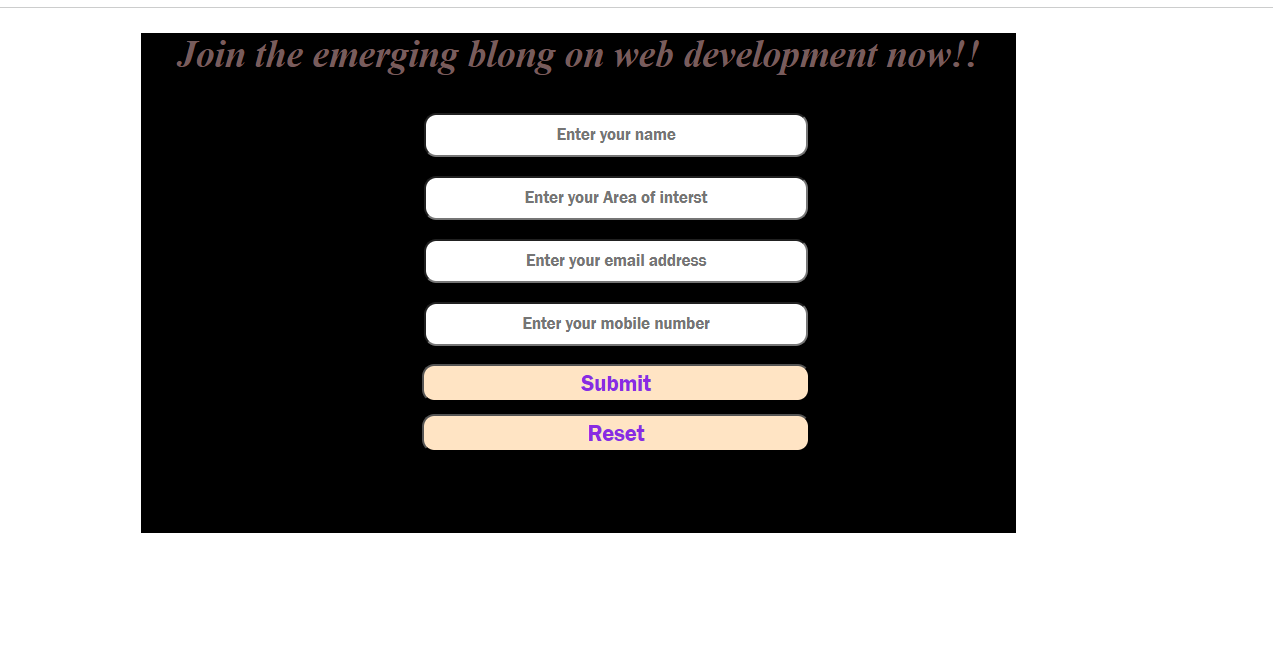 Join the emerging blong on web development now!!
Enter your name
Enter your Area of interst
Enter your email address
Enter your mobile number
Submit
Reset